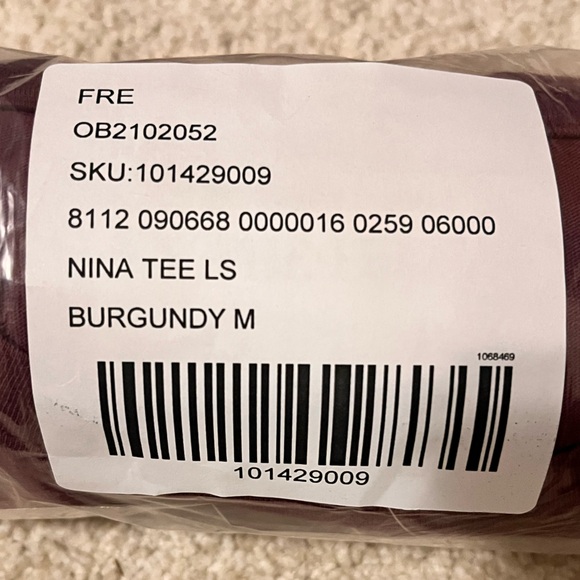 FRE
OB2102052
SKU:101429009
8112 090668 0000016 0259 06000
NINA TEE LS
BURGUNDY M
1068469
101429009